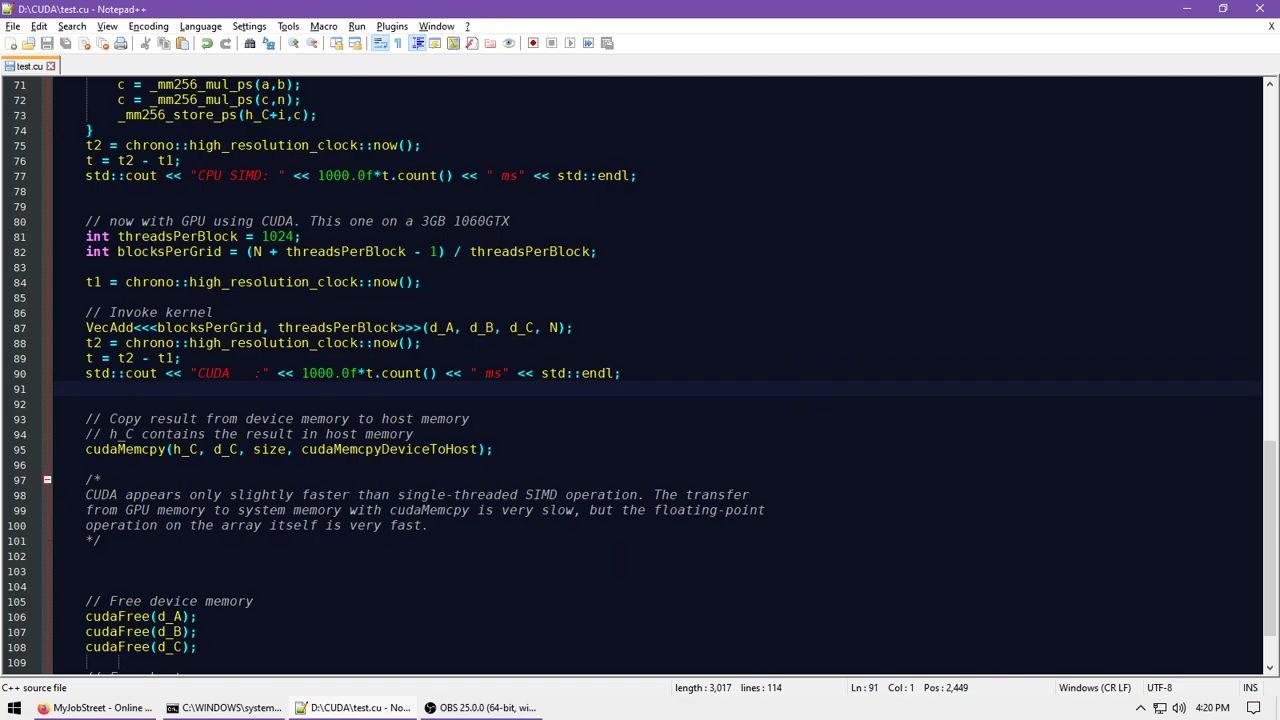 D:\CUDA\test.cu - Notepad++
File Edit Search View Encoding Language Settings Tools Macro Run Plugins Window ? X
test.cu
71 c = _mm256_mul_ps(a,b);
72 c = _mm256_mul_ps(c,n);
73 _mm256_store_ps(h_C+i,c);
74 }
75 t2 = chrono::high_resolution_clock::now();
76 t = t2 - t1;
77 std::cout << "CPU SIMD: " << 1000.0f*t.count() << " ms" << std::endl;
78
79
80 // now with GPU using CUDA. This one on a 3GB 1060GTX
81 int threadsPerBlock = 1024;
82 int blocksPerGrid = (N + threadsPerBlock - 1) / threadsPerBlock;
83
84 t1 = chrono::high_resolution_clock::now();
85
86 // Invoke kernel
87 VecAdd<<<blocksPerGrid, threadsPerBlock>>>(d_A, d_B, d_C, N);
88 t2 = chrono::high_resolution_clock::now();
89 t = t2 - t1;
90 std::cout << "CUDA   :" << 1000.0f*t.count() << " ms" << std::endl;
91
92
93 // Copy result from device memory to host memory
94 // h_C contains the result in host memory
95 cudaMemcpy(h_C, d_C, size, cudaMemcpyDeviceToHost);
96
97 /*
98 CUDA appears only slightly faster than single-threaded SIMD operation. The transfer
99 from GPU memory to system memory with cudaMemcpy is very slow, but the floating-point
100 operation on the array itself is very fast.
101 */
102
103
104
105 // Free device memory
106 cudaFree(d_A);
107 cudaFree(d_B);
108 cudaFree(d_C);
109
C++ source file length : 3,017 lines : 114 Ln : 91 Col : 1 Pos : 2,449 Windows (CR LF) UTF-8 INS
MyJobStreet - Online ... C:\WINDOWS\system... D:\CUDA\test.cu - No... OBS 25.0.0 (64-bit, wi... 4:20 PM